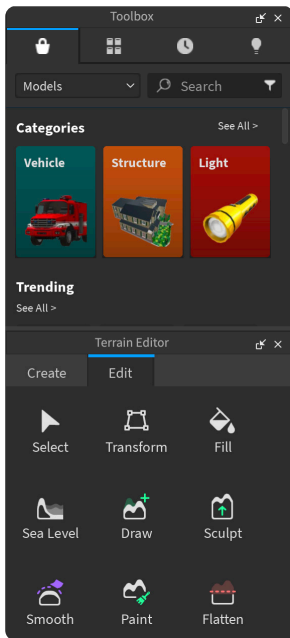 Toolbox
Models
Search
Categories
See All >
Vehicle
Structure
Light
Trending
See All >
Terrain Editor
Create
Edit
Select
Transform
Fill
Sea Level
Draw
Sculpt
Smooth
Paint
Flatten